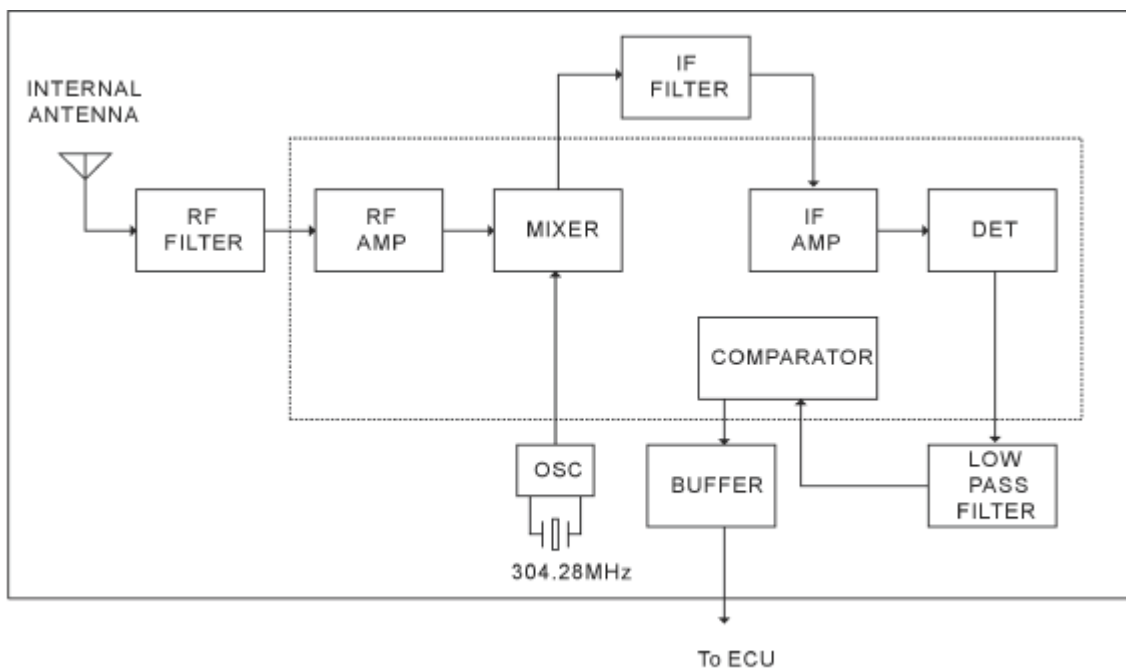 INTERNAL
ANTENNA
RF
FILTER
RF
AMP
MIXER
IF
FILTER
IF
AMP
DET
COMPARATOR
OSC
304.28MHz
BUFFER
LOW
PASS
FILTER
To ECU